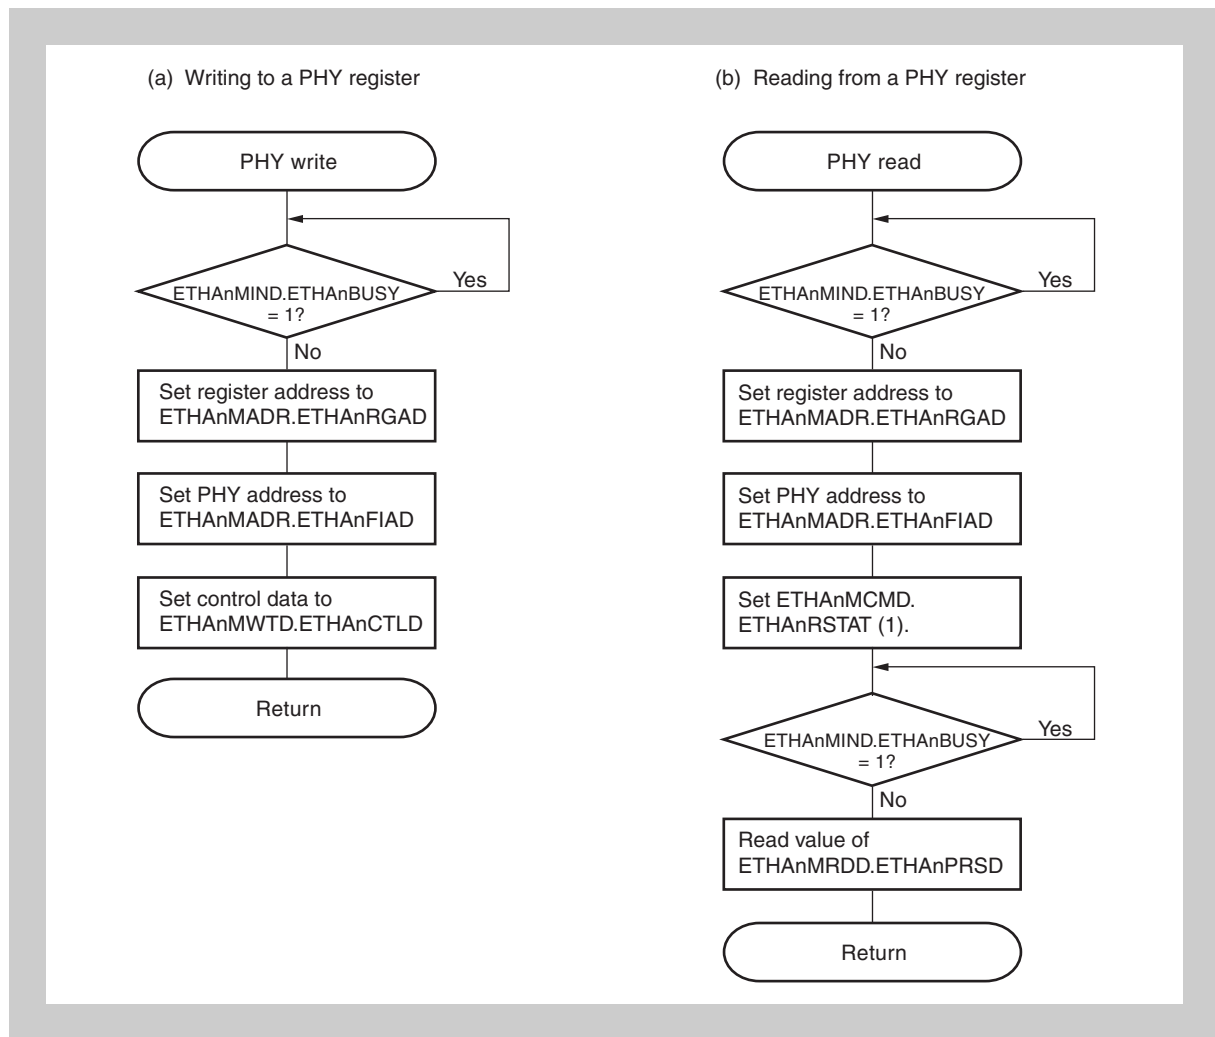 (a) Writing to a PHY register
PHY write
Yes
ETHAnMIND.ETHAnBUSY
= 1?
No
Set register address to
ETHAnMADR.ETHAnRGAD
Set PHY address to
ETHAnMADR.ETHAnFIAD
Set control data to
ETHAnMWTD.ETHAnCTLD
Return
(b) Reading from a PHY register
PHY read
Yes
ETHAnMIND.ETHAnBUSY
= 1?
No
Set register address to
ETHAnMADR.ETHAnRGAD
Set PHY address to
ETHAnMADR.ETHAnFIAD
Set ETHAnMCMD.
ETHAnRSTAT (1).
Yes
ETHAnMIND.ETHAnBUSY
= 1?
No
Read value of
ETHAnMRDD.ETHAnPRSD
Return